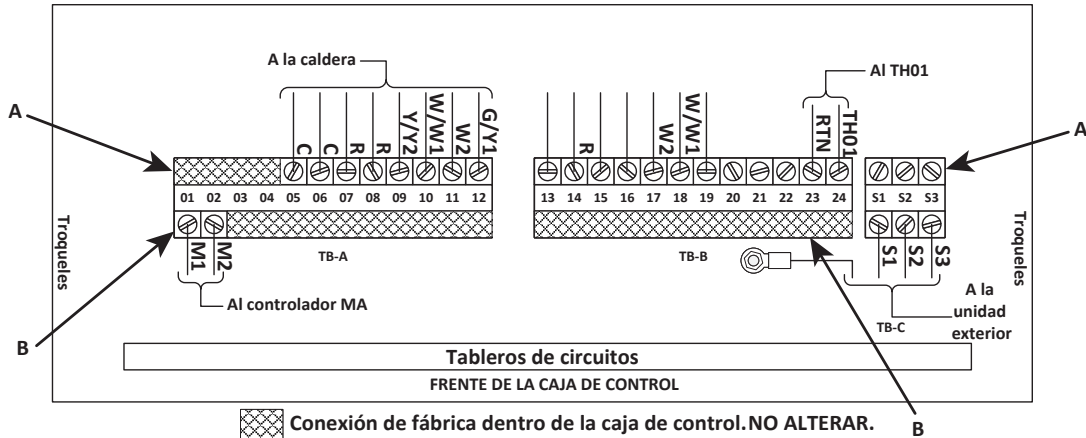 A la caldera
Al TH01
A
A
C
C
R
R
Y/Y2
W/W1
W2
G/Y1
R
W2
W/W1
RTN
TH01
01 02 03 04 05 06 07 08 09 10 11 12
13 14 15 16 17 18 19 20 21 22 23 24
S1 S2 S3
Troqueles
Troqueles
M1
M2
TB-A
TB-B
S1
S2
S3
Al controlador MA
A la
unidad
exterior
TB-C
B
Tableros de circuitos
FRENTE DE LA CAJA DE CONTROL
Conexión de fábrica dentro de la caja de control.NO ALTERAR.
B